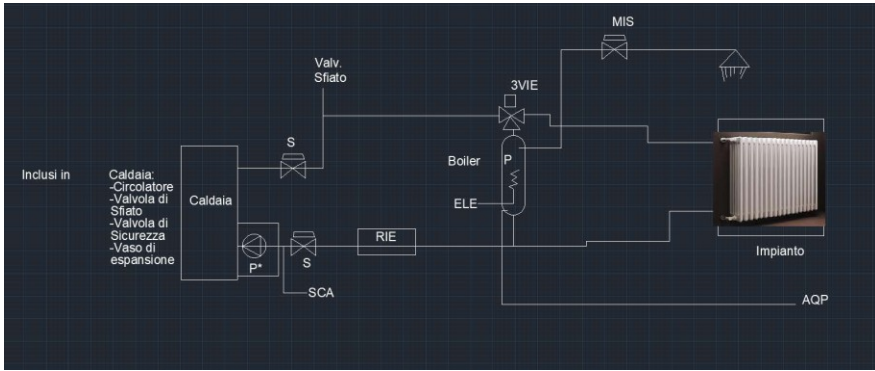 MIS
Valv.
Sfiato
3VIE
S
Boiler
P
Inclusi in
Caldaia:
-Circolatore
-Valvola di
Sfiato
-Valvola di
Sicurezza
-Vaso di
espansione
Caldaia
ELE
RIE
P*
S
Impianto
SCA
AQP